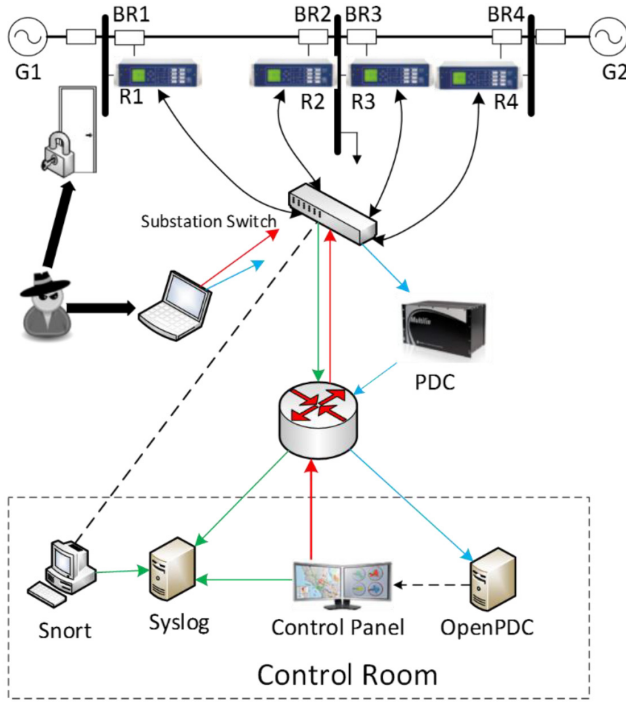 BR1
BR2
BR3
BR4
G1
G2
R1
R2
R3
R4
Substation Switch
PDC
Snort
Syslog
Control Panel
OpenPDC
Control Room